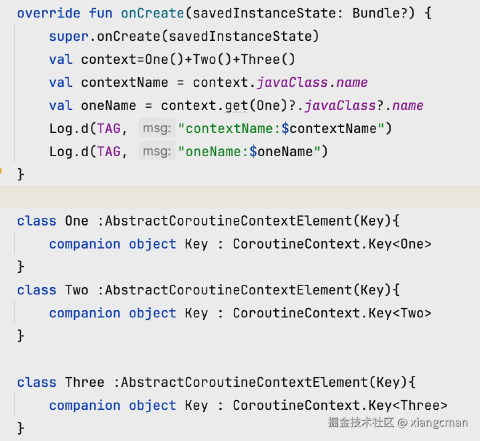 override fun onCreate(savedInstanceState: Bundle?) {
    super.onCreate(savedInstanceState)
    val context=One()+Two()+Three()
    val contextName = context.javaClass.name
    val oneName = context.get(One)?.javaClass?.name
    Log.d(TAG, msg: "contextName:$contextName")
    Log.d(TAG, msg: "oneName:$oneName")
}
class One :AbstractCoroutineContextElement(Key){
    companion object Key : CoroutineContext.Key<One>
}
class Two :AbstractCoroutineContextElement(Key){
    companion object Key : CoroutineContext.Key<Two>
}
class Three :AbstractCoroutineContextElement(Key){
    companion object Key : CoroutineContext.Key<Three>
}
掘金技术社区 @ xiangcman